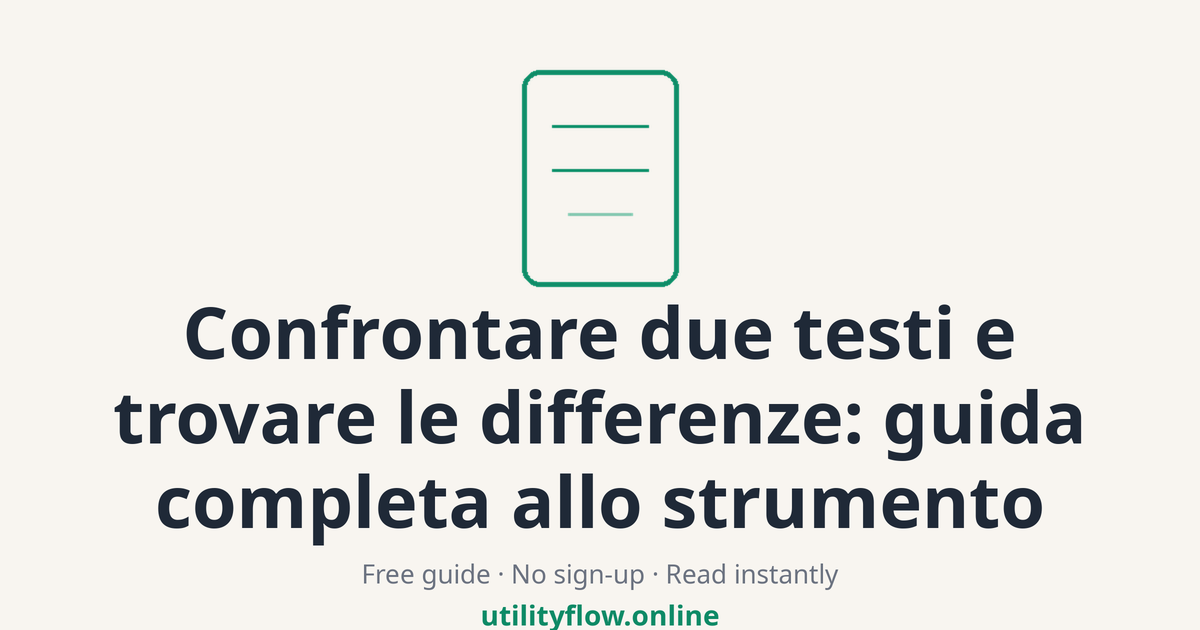 Confrontare due testi e
trovare le differenze: guida
completa allo strumento
Free guide · No sign-up · Read instantly
utilityflow.online